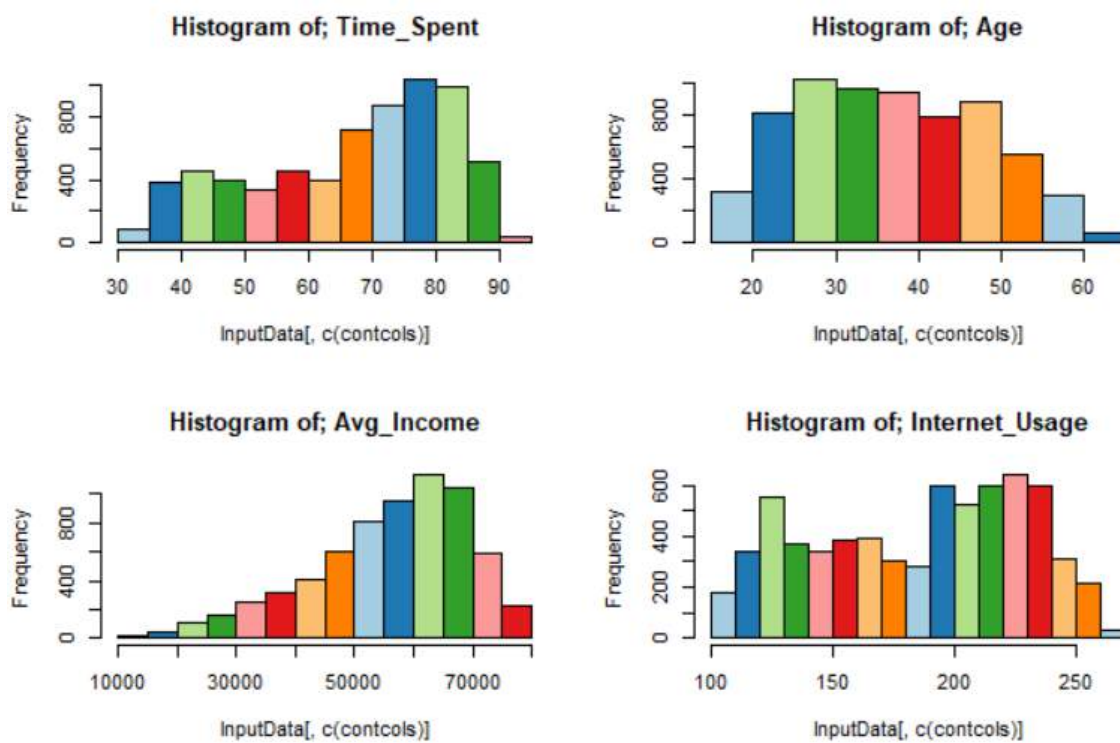 Histogram of; Time_Spent
Frequency
0 400 800
30 40 50 60 70 80 90
InputData[, c(contcols)]
Histogram of; Age
Frequency
0 400 800
20 30 40 50 60
InputData[, c(contcols)]
Histogram of; Avg_Income
Frequency
0 400 800
10000 30000 50000 70000
InputData[, c(contcols)]
Histogram of; Internet_Usage
Frequency
0 200 400 600
100 150 200 250
InputData[, c(contcols)]